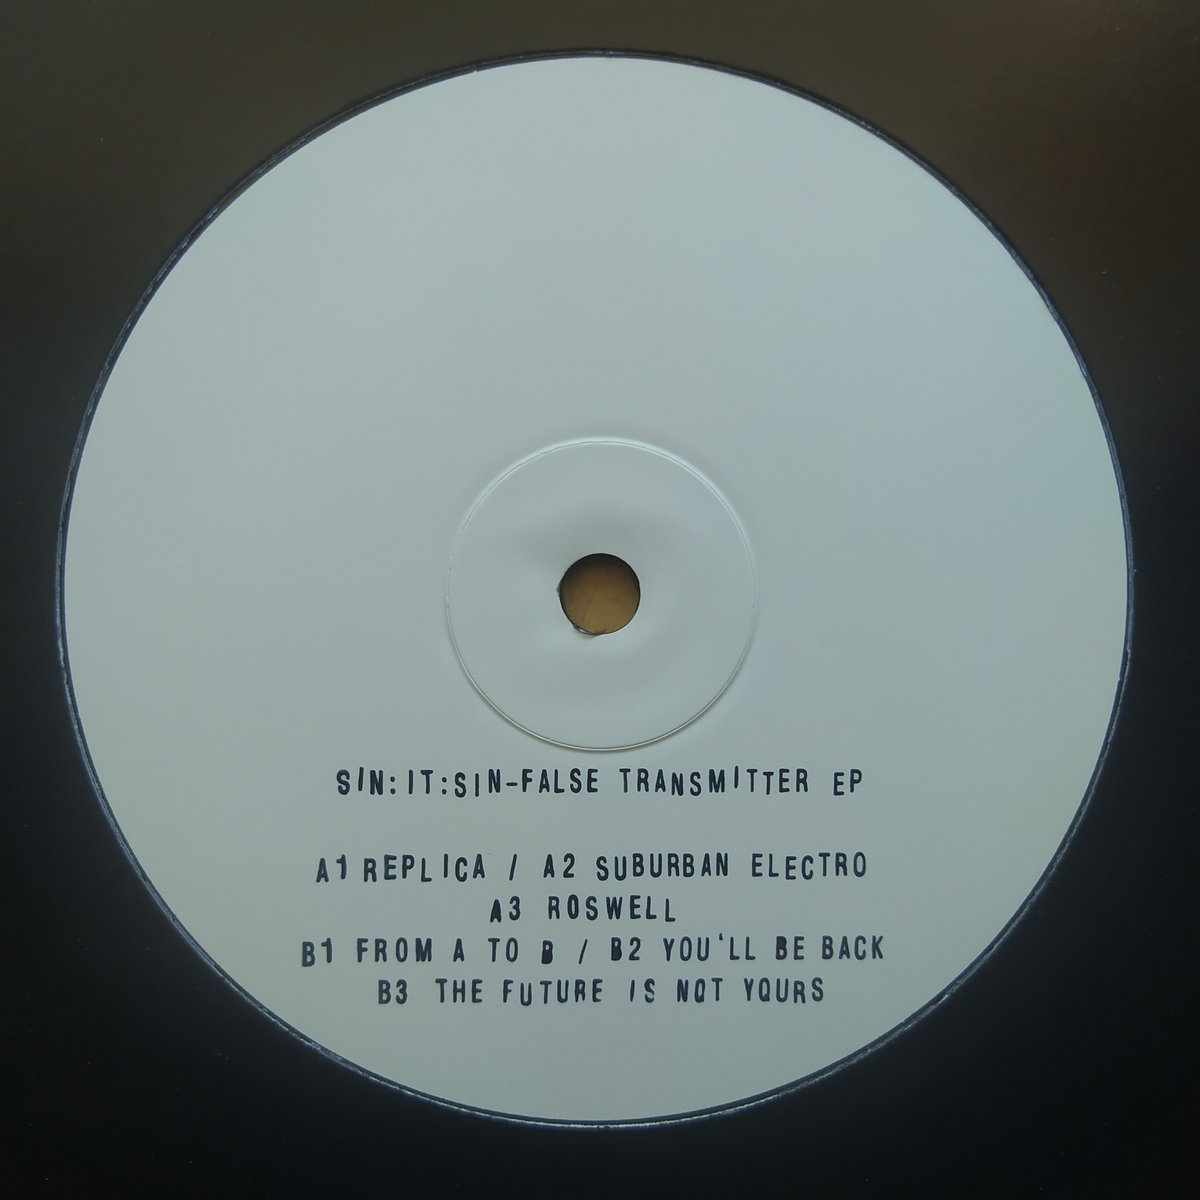 SIN:IT:SIN-FALSE TRANSMITTER EP
A1 REPLICA / A2 SUBURBAN ELECTRO
A3 ROSWELL
B1 FROM A TO B / B2 YOU'LL BE BACK
B3 THE FUTURE IS NOT YOURS